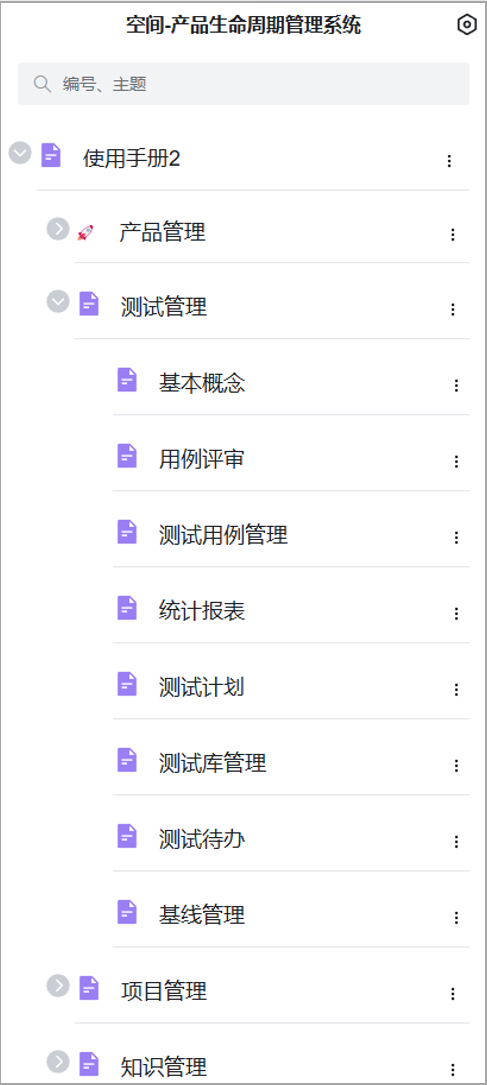 空间-产品生命周期管理系统
编号、主题
使用手册2
产品管理
测试管理
基本概念
用例评审
测试用例管理
统计报表
测试计划
测试库管理
测试待办
基线管理
项目管理
知识管理